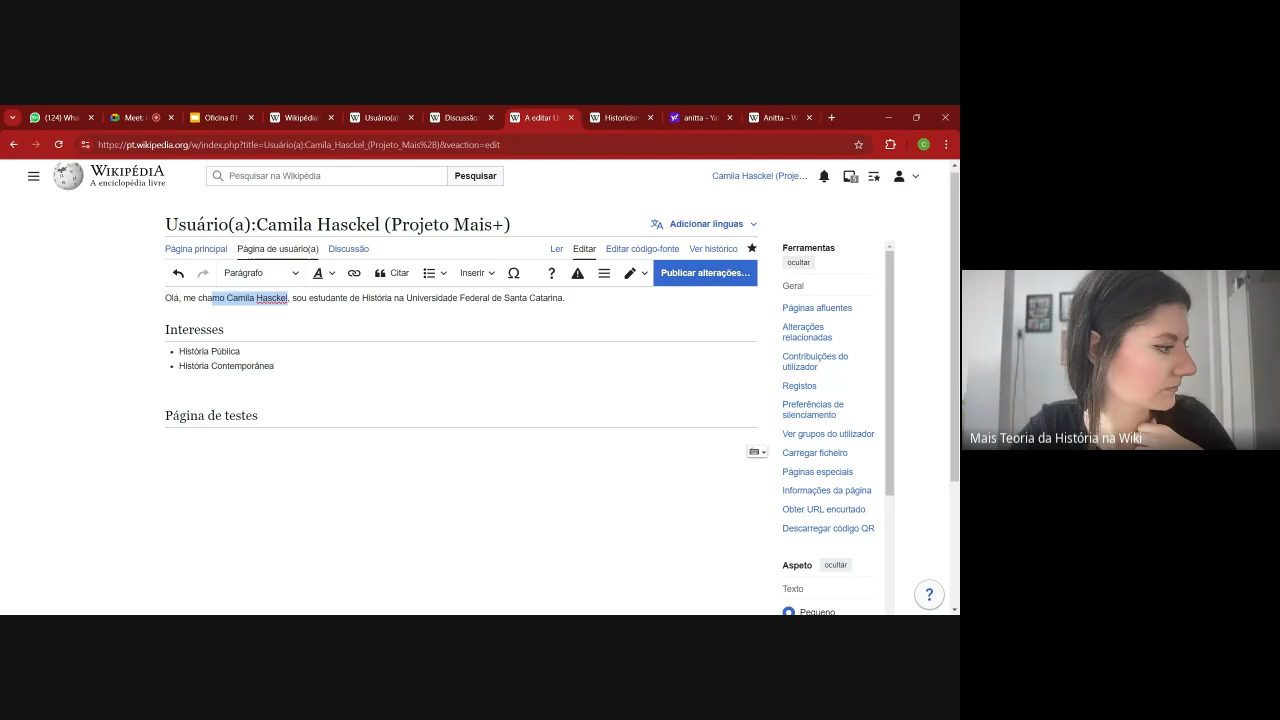 (124) Wha
Meet:
Oficina 01
Wikipédia
Usuário(a):
Discussão
A editar U
Historicism
anitta - Ya
Anitta – W
https://pt.wikipedia.org/w/index.php?title=Usuário(a):Camila_Hasckel_(Projeto_Mais%2B)&veaction=edit
WIKIPÉDIA
A enciclopédia livre
Pesquisar na Wikipédia
Pesquisar
Camila Hasckel (Proje...
Usuário(a):Camila Hasckel (Projeto Mais+)
Adicionar línguas
Página principal
Página de usuário(a)
Discussão
Ler
Editar
Editar código-fonte
Ver histórico
Parágrafo
A
Citar
Inserir
Ω
?
Publicar alterações...
Olá, me chamo Camila Hasckel, sou estudante de História na Universidade Federal de Santa Catarina.
Interesses
História Pública
História Contemporânea
Página de testes
Ferramentas
ocultar
Geral
Páginas afluentes
Alterações
relacionadas
Contribuições do
utilizador
Registos
Preferências de
silenciamento
Ver grupos do utilizador
Carregar ficheiro
Páginas especiais
Informações da página
Obter URL encurtado
Descarregar código QR
Aspeto
ocultar
Texto
Pequeno
?
Mais Teoria da História na Wiki